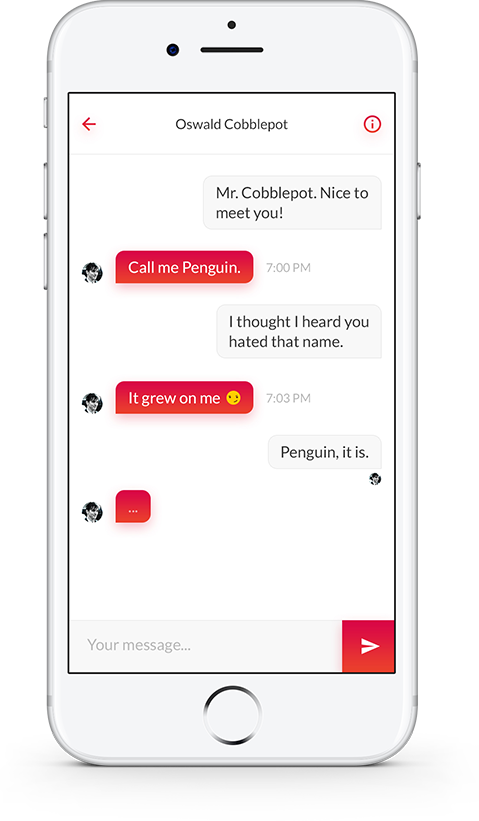 Oswald Cobblepot
Mr. Cobblepot. Nice to
meet you!
Call me Penguin.
7:00 PM
I thought I heard you
hated that name.
It grew on me 😏
7:03 PM
Penguin, it is.
...
Your message...